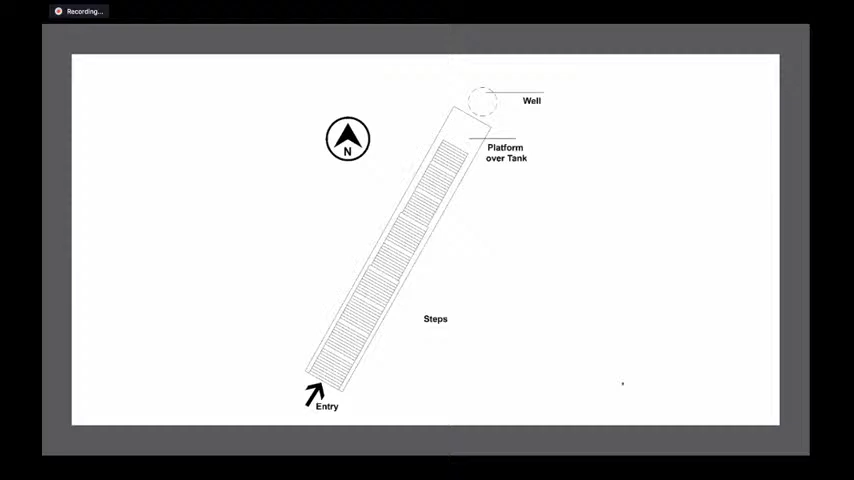 Recording...
Well
N
Platform
over Tank
Steps
Entry